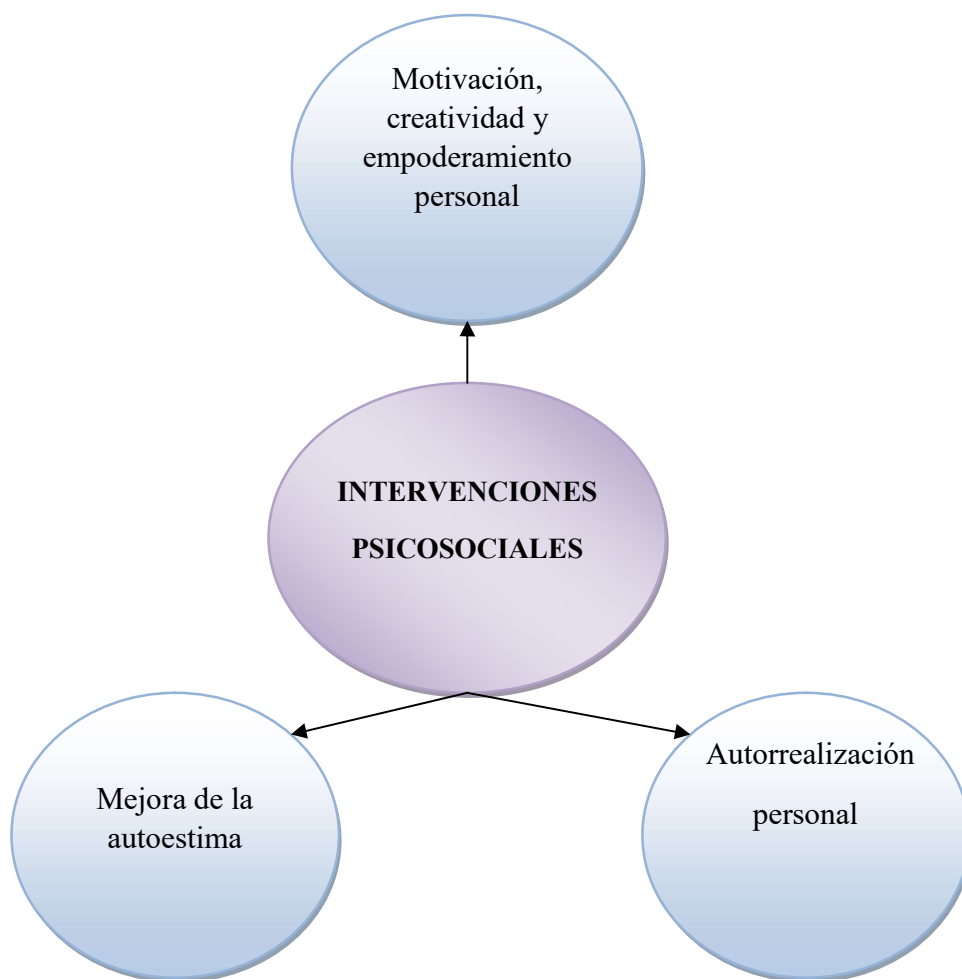 Motivación,
creatividad y
empoderamiento
personal
INTERVENCIONES
PSICOSOCIALES
Mejora de la
autoestima
Autorrealización
personal